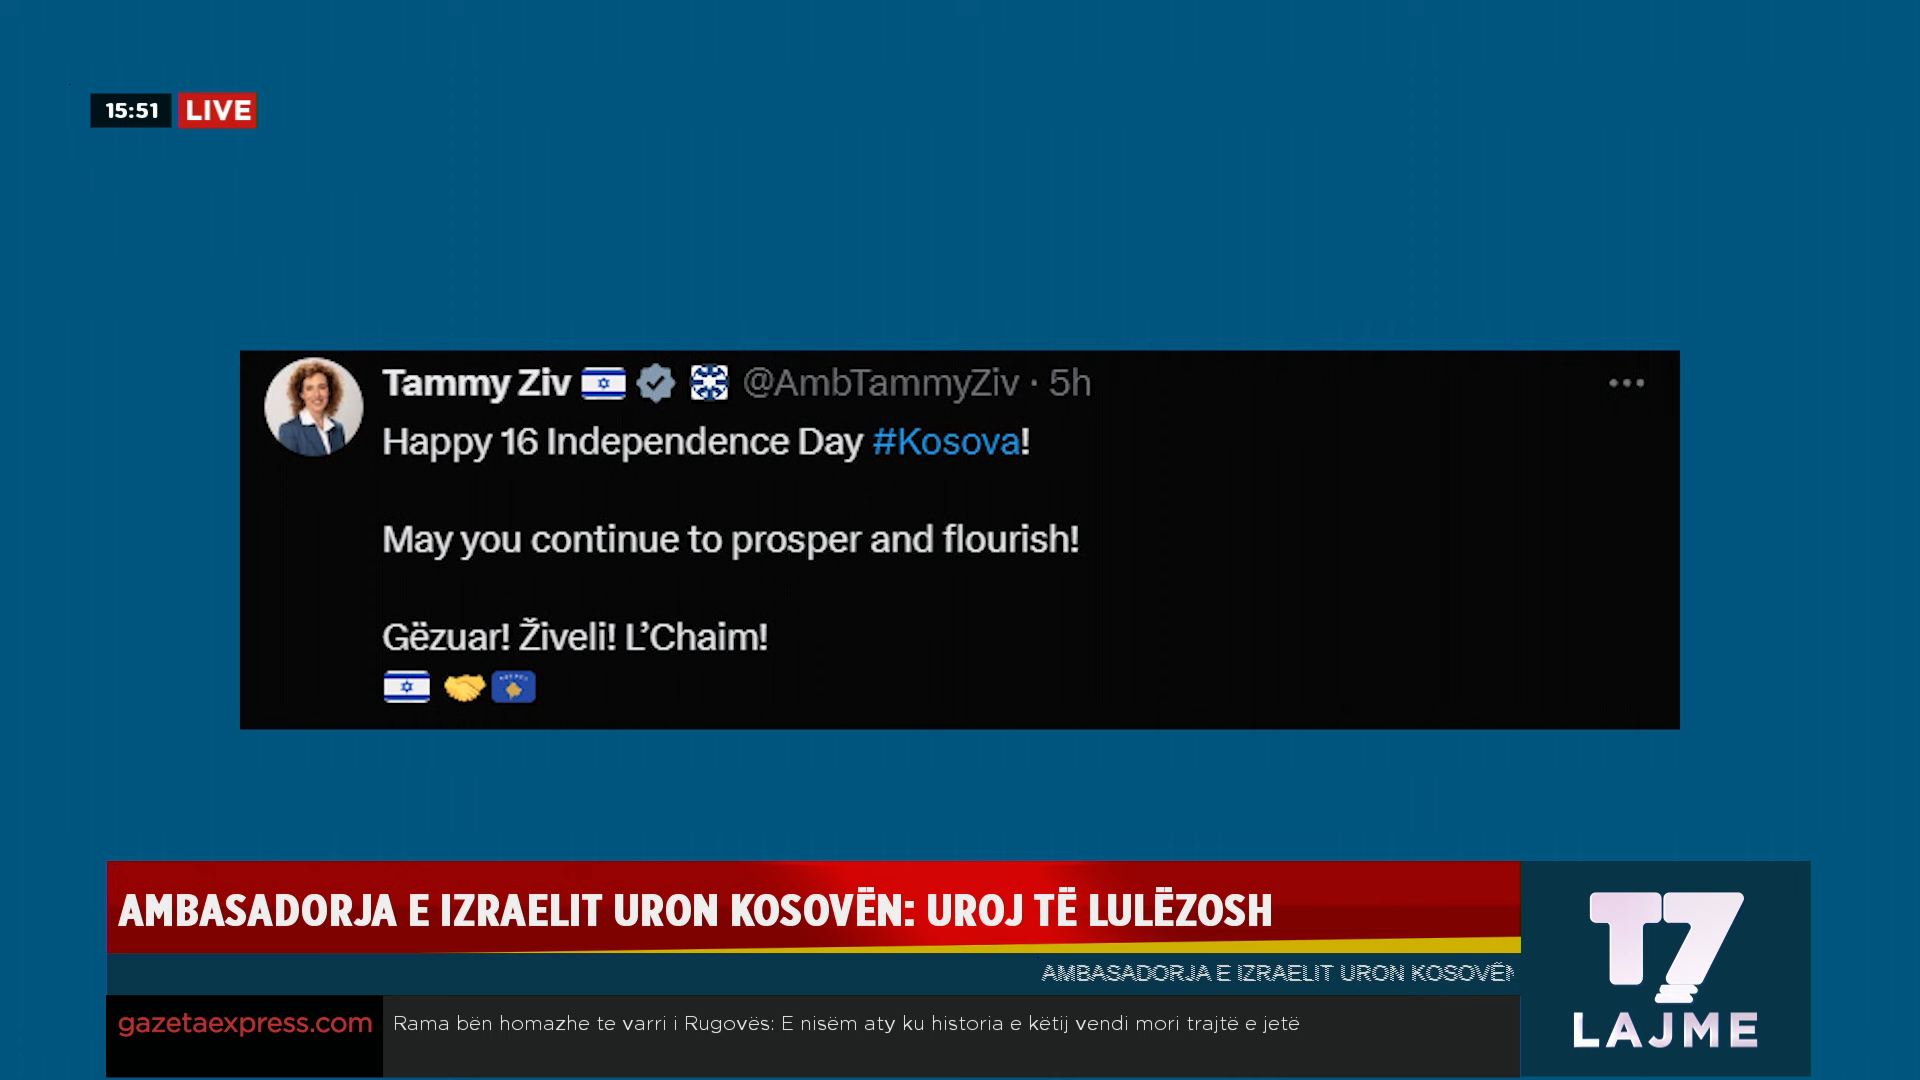 15:51 LIVE
Tammy Ziv @AmbTammyZiv · 5h
Happy 16 Independence Day #Kosova!
May you continue to prosper and flourish!
Gëzuar! Živeli! L’Chaim!
AMBASADORJA E IZRAELIT URON KOSOVËN: UROJ TË LULËZOSH
AMBASADORJA E IZRAELIT URON KOSOVËN
gazetaexpress.com Rama bën homazhe te varri i Rugovës: E nisëm aty ku historia e këtij vendi mori trajtë e jetë
T7
LAJME